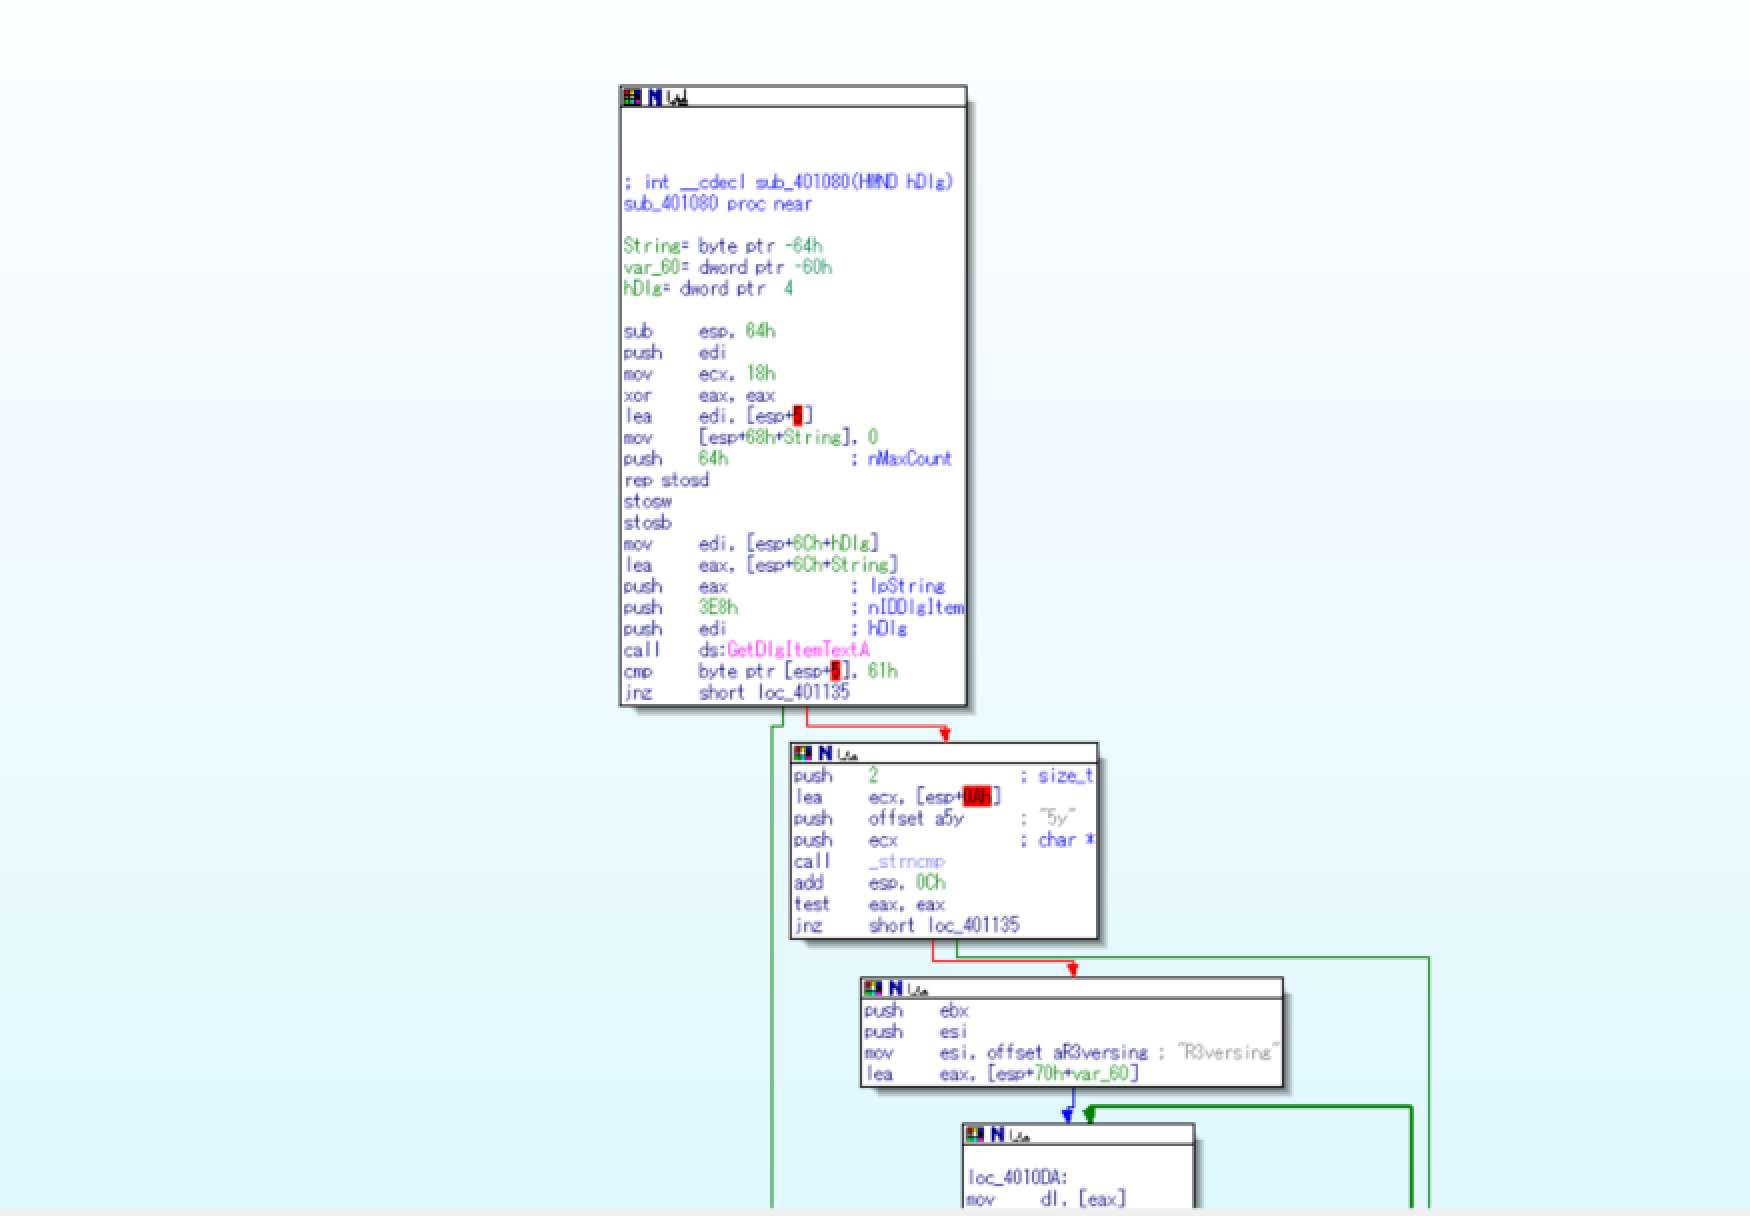 ; int __cdecl sub_401080(HWND hDlg)
sub_401080 proc near
String= byte ptr -64h
var_60= dword ptr -60h
hDlg= dword ptr 4
sub esp, 64h
push edi
mov ecx, 18h
xor eax, eax
lea edi, [esp+5]
mov [esp+68h+String], 0
push 64h ; nMaxCount
rep stosd
stosw
stosb
mov edi, [esp+6Ch+hDlg]
lea eax, [esp+6Ch+String]
push eax ; lpString
push 3E8h ; nIDDlgItem
push edi ; hDlg
call ds:GetDlgItemTextA
cmp byte ptr [esp+5], 61h
jnz short loc_401135
push 2 ; size_t
lea ecx, [esp+0Ah]
push offset a5y ; "5y"
push ecx ; char *
call _strncmp
add esp, 0Ch
test eax, eax
jnz short loc_401135
push ebx
push esi
mov esi, offset aR3versing ; "R3versing"
lea eax, [esp+70h+var_60]
loc_4010DA:
mov dl, [eax]